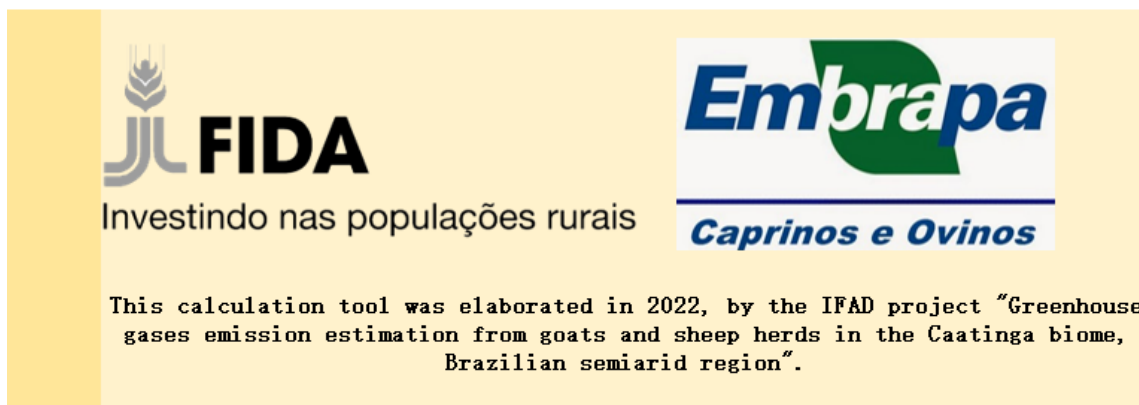 FIDA
Investindo nas populações rurais
Embrapa
Caprinos e Ovinos
This calculation tool was elaborated in 2022, by the IFAD project "Greenhouse
gases emission estimation from goats and sheep herds in the Caatinga biome,
Brazilian semiarid region".